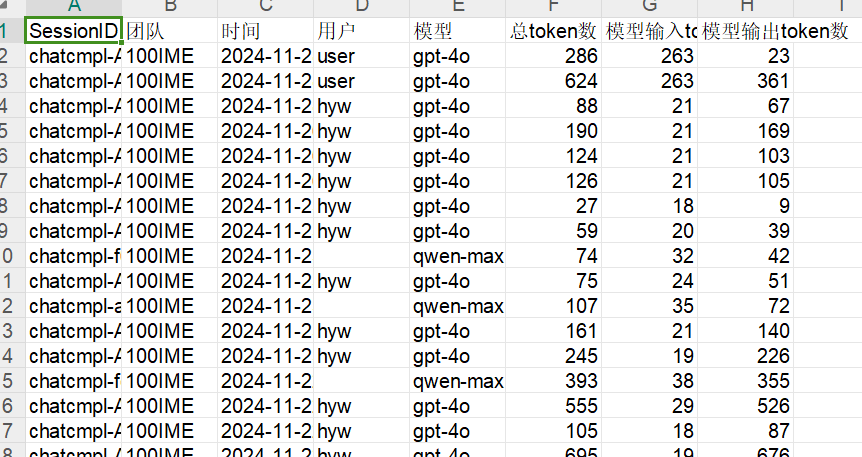 A B C D E F G H I
1 SessionID 团队 时间 用户 模型 总token数 模型输入to 模型输出token数
2 chatcmpl-A 100IME 2024-11-2 user gpt-4o 286 263 23
3 chatcmpl-A 100IME 2024-11-2 user gpt-4o 624 263 361
4 chatcmpl-A 100IME 2024-11-2 hyw gpt-4o 88 21 67
5 chatcmpl-A 100IME 2024-11-2 hyw gpt-4o 190 21 169
6 chatcmpl-A 100IME 2024-11-2 hyw gpt-4o 124 21 103
7 chatcmpl-A 100IME 2024-11-2 hyw gpt-4o 126 21 105
8 chatcmpl-A 100IME 2024-11-2 hyw gpt-4o 27 18 9
9 chatcmpl-A 100IME 2024-11-2 hyw gpt-4o 59 20 39
0 chatcmpl-f 100IME 2024-11-2 qwen-max 74 32 42
1 chatcmpl-A 100IME 2024-11-2 hyw gpt-4o 75 24 51
2 chatcmpl-a 100IME 2024-11-2 qwen-max 107 35 72
3 chatcmpl-A 100IME 2024-11-2 hyw gpt-4o 161 21 140
4 chatcmpl-A 100IME 2024-11-2 hyw gpt-4o 245 19 226
5 chatcmpl-f 100IME 2024-11-2 qwen-max 393 38 355
6 chatcmpl-A 100IME 2024-11-2 hyw gpt-4o 555 29 526
7 chatcmpl-A 100IME 2024-11-2 hyw gpt-4o 105 18 87
8 chatcmpl-A 100IME 2024-11-2 hyw gpt-4o 695 19 676